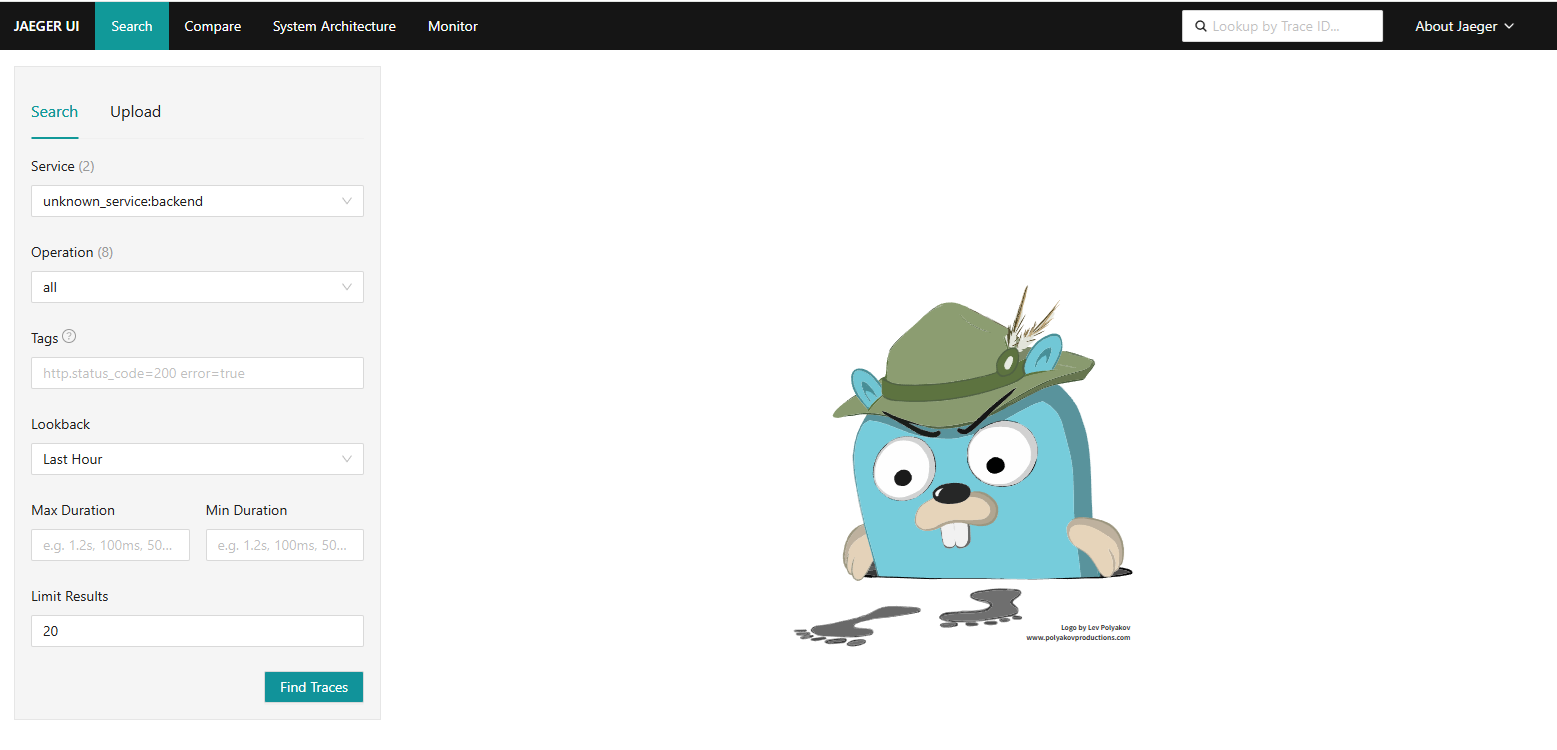 JAEGER UI Search Compare System Architecture Monitor Lookup by Trace ID... About Jaeger
Search Upload
Service (2)
unknown_service:backend
Operation (8)
all
Tags ?
http.status_code=200 error=true
Lookback
Last Hour
Max Duration Min Duration
e.g. 1.2s, 100ms, 50... e.g. 1.2s, 100ms, 50...
Limit Results
20
Find Traces
Logo by Lev Polyakov
www.polyakovproductions.com